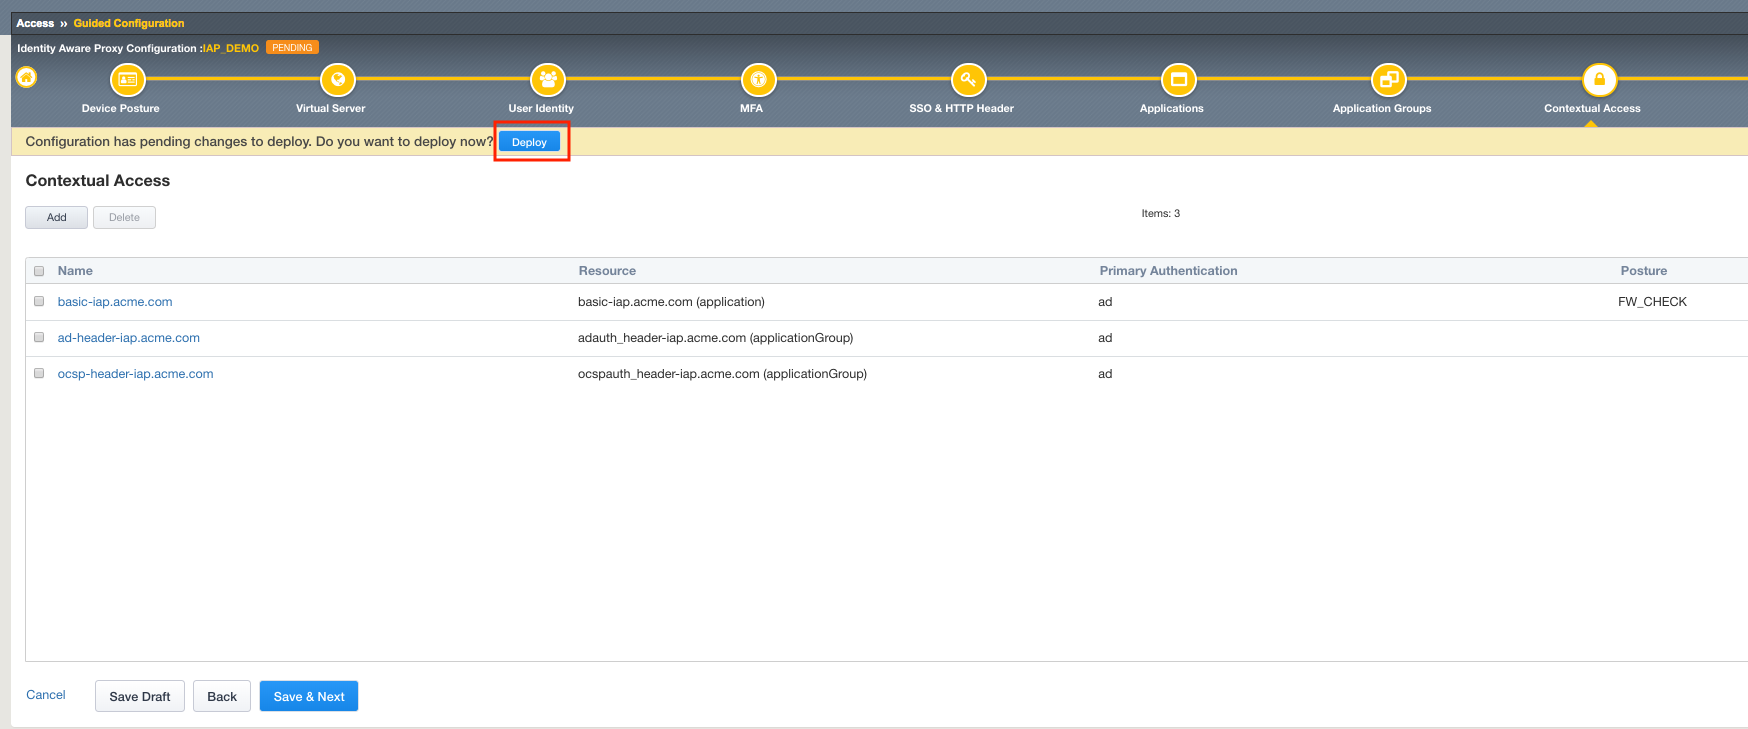 Access » Guided Configuration
Identity Aware Proxy Configuration :IAP_DEMO PENDING
Device Posture Virtual Server User Identity MFA SSO & HTTP Header Applications Application Groups Contextual Access
Configuration has pending changes to deploy. Do you want to deploy now? Deploy
Contextual Access
Add Delete Items: 3
Name Resource Primary Authentication Posture
basic-iap.acme.com basic-iap.acme.com (application) ad FW_CHECK
ad-header-iap.acme.com adauth_header-iap.acme.com (applicationGroup) ad
ocsp-header-iap.acme.com ocspauth_header-iap.acme.com (applicationGroup) ad
Cancel Save Draft Back Save & Next